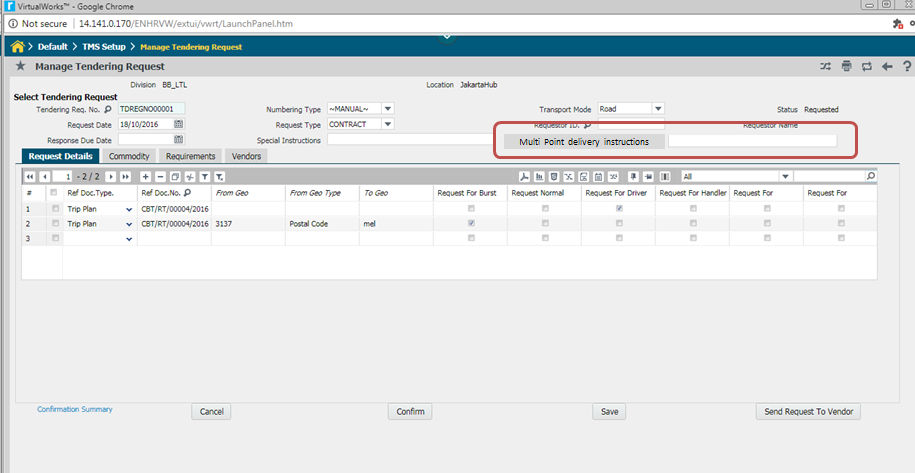 VirtualWorks™ - Google Chrome
Not secure | 14.141.0.170/ENHRVW/extui/vwrt/LaunchPanel.htm
Default > TMS Setup > Manage Tendering Request
Manage Tendering Request
Division BB_LTL Location JakartaHub
Select Tendering Request
Tendering Req. No. TDREGNO00001 Numbering Type ~MANUAL~ Transport Mode Road Status Requested
Request Date 18/10/2016 Request Type CONTRACT Requestor ID. Requestor Name
Response Due Date Special Instructions Multi Point delivery instructions
Request Details Commodity Requirements Vendors
1 - 2 / 2 All
# Ref Doc.Type. Ref Doc.No. From Geo From Geo Type To Geo Request For Burst Request Normal Request For Driver Request For Handler Request For Request For
1 Trip Plan CBT/RT/00004/2016
2 Trip Plan CBT/RT/00004/2016 3137 Postal Code mel
3
Confirmation Summary Cancel Confirm Save Send Request To Vendor